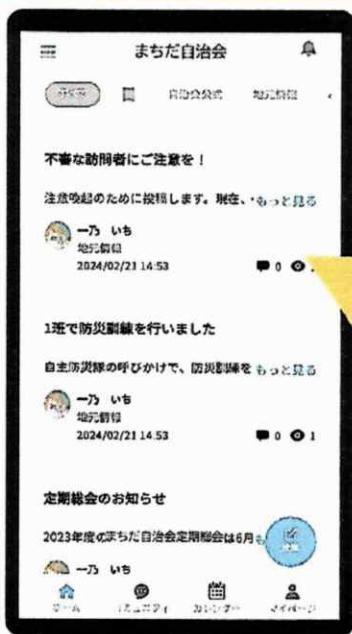 まちだ自治会
自治会公式 地元情報
不審な訪問者にご注意を！
注意喚起のために投稿します。現在、 もっと見る
一乃 いち
地元情報
2024/02/21 14:53 0
1班で防災訓練を行いました
自主防災隊の呼びかけで、防災訓練を もっと見る
一乃 いち
地元情報
2024/02/21 14:53 0 1
定期総会のお知らせ
2023年度のまちだ自治会定期総会は6月 も
一乃 いち
ホーム コミュニティ カレンダー マイページ